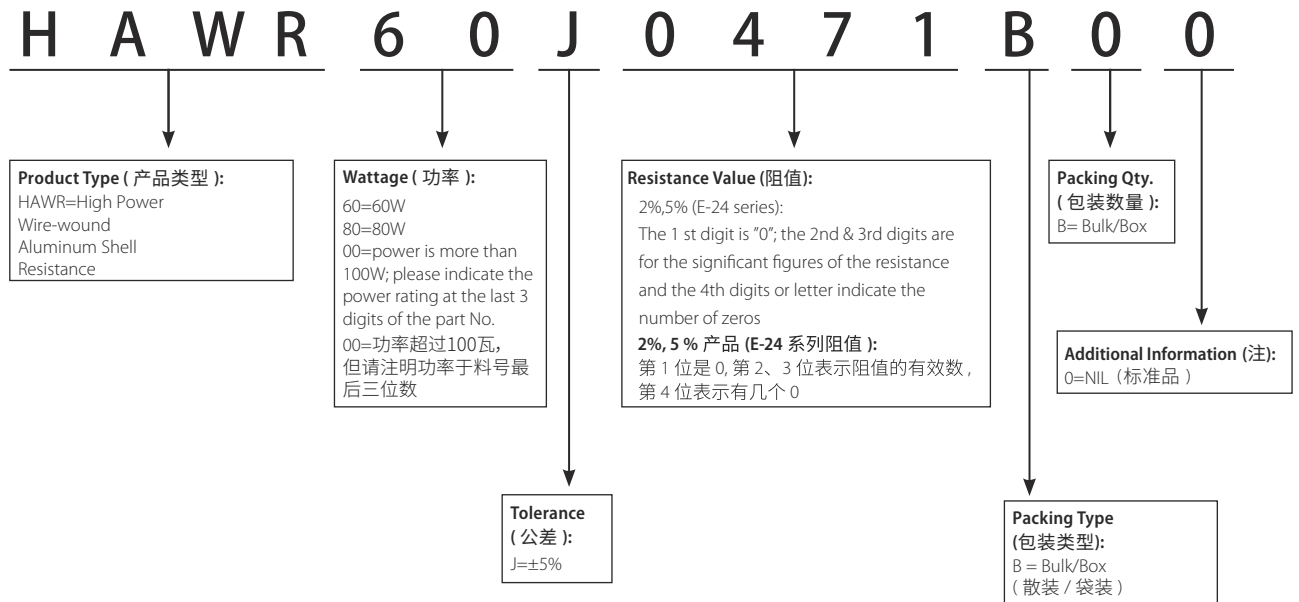 H A W R 6 0 J 0 4 7 1 B 0 0
Product Type ( 产品类型 ):
HAWR=High Power
Wire-wound
Aluminum Shell
Resistance
Wattage ( 功率 ):
60=60W
80=80W
00=power is more than
100W; please indicate the
power rating at the last 3
digits of the part No.
00=功率超过100瓦,
但请注明功率于料号最
后三位数
Resistance Value (阻值):
2%,5% (E-24 series):
The 1 st digit is "0"; the 2nd & 3rd digits are
for the significant figures of the resistance
and the 4th digits or letter indicate the
number of zeros
2%, 5 % 产品 (E-24 系列阻值 ):
第 1 位是 0, 第 2、3 位表示阻值的有效数 ,
第 4 位表示有几个 0
Packing Qty.
( 包装数量 ):
B= Bulk/Box
Additional Information (注):
0=NIL (标准品 )
Tolerance
( 公差 ):
J=±5%
Packing Type
(包装类型):
B = Bulk/Box
( 散装 / 袋装 )